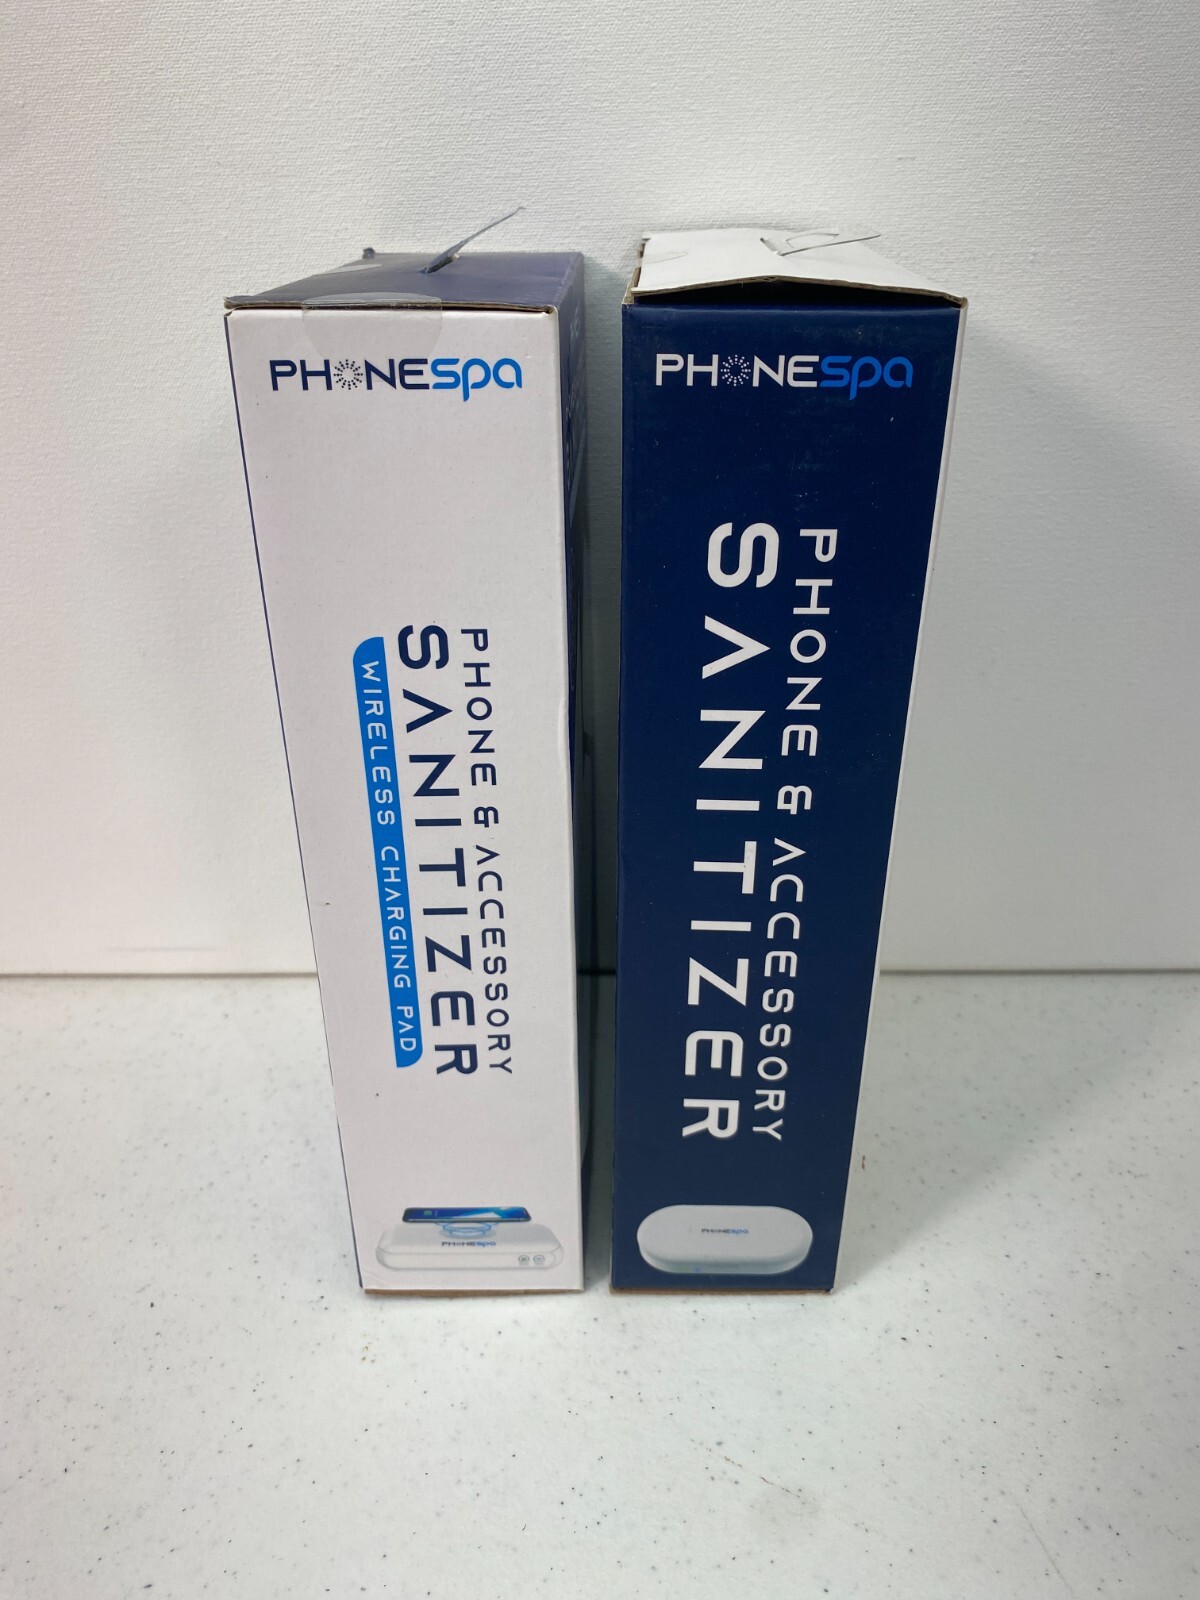 PHONESpa
PHONE & ACCESSORY
SANITIZER
WIRELESS CHARGING PAD
PHONESpa
PHONESpa
PHONE & ACCESSORY
SANITIZER
PHONESpa